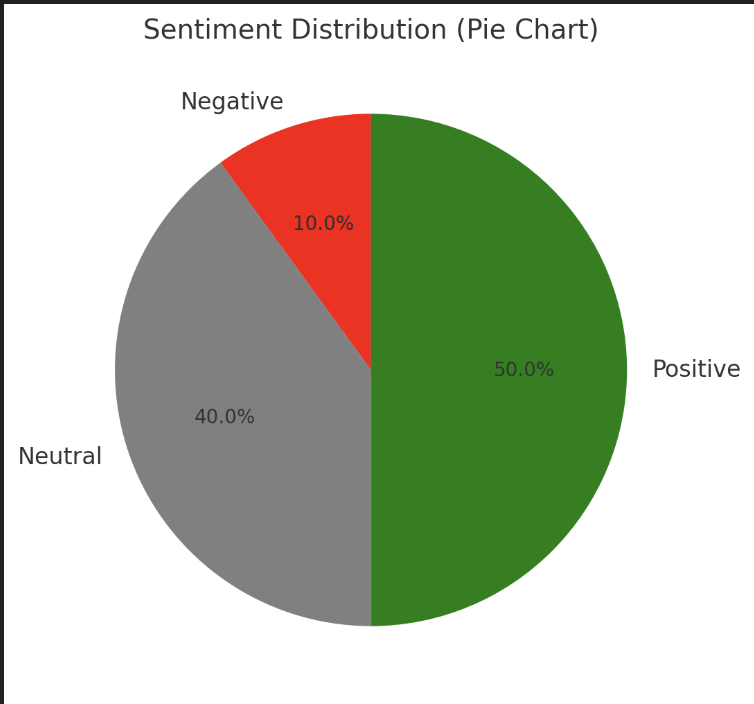 Sentiment Distribution (Pie Chart)
Negative
10.0%
50.0%
Positive
40.0%
Neutral